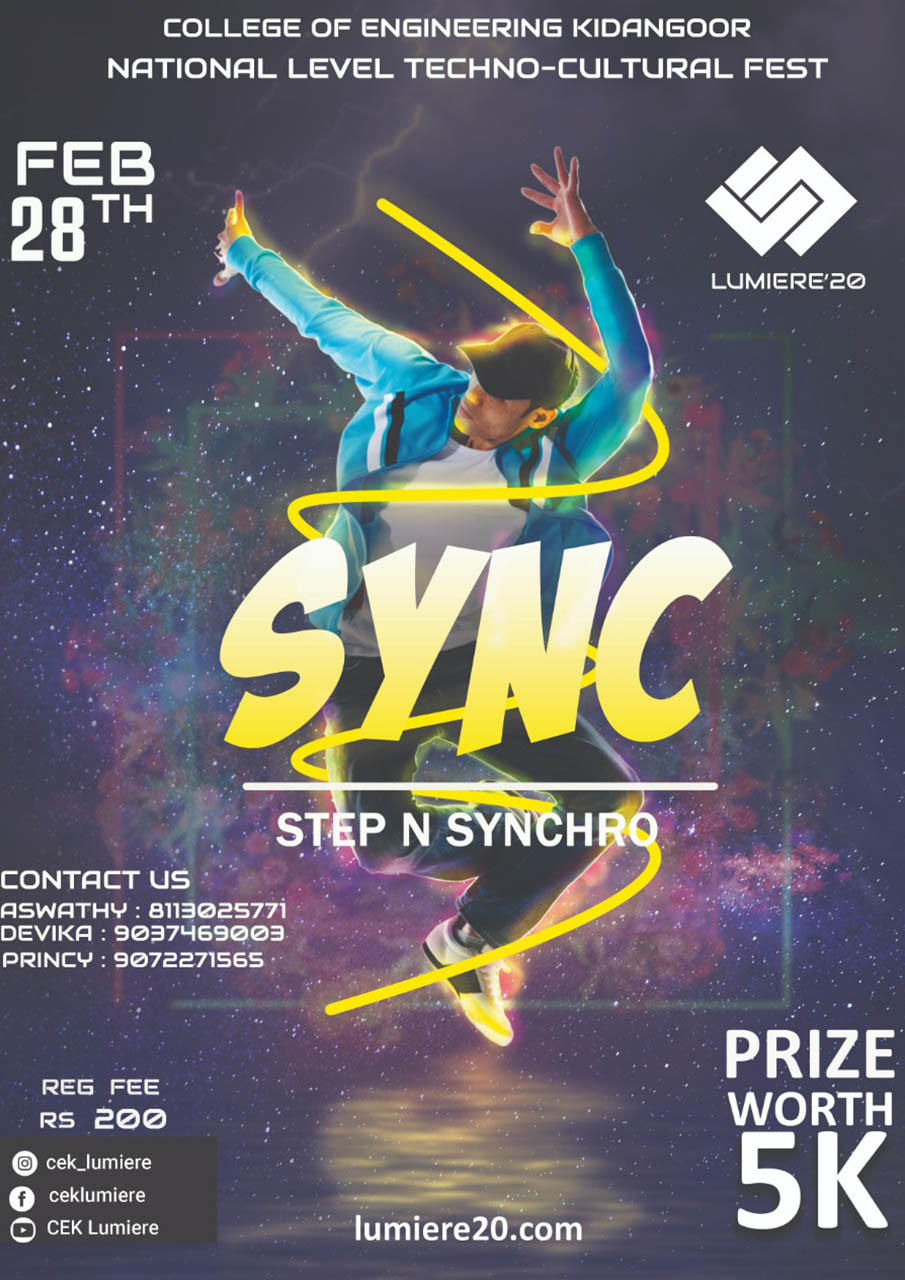 COLLEGE OF ENGINEERING KIDANGOOR
NATIONAL LEVEL TECHNO-CULTURAL FEST
FEB
28TH
LUMIERE'20
SYNC
STEP N SYNCHRO
CONTACT US
ASWATHY : 8113025771
DEVIKA : 9037469003
PRINCY : 9072271565
REG FEE
RS 200
cek_lumiere
ceklumiere
CEK Lumiere
lumiere20.com
PRIZE
WORTH
5K